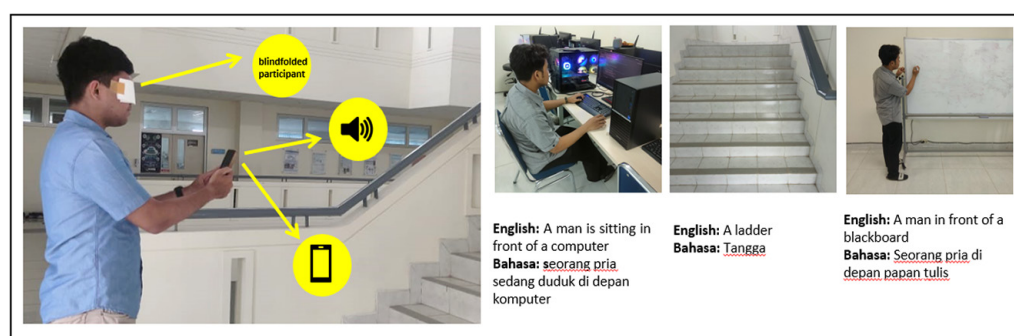 blindfolded
participant
English: A man is sitting in
front of a computer
Bahasa: seorang pria
sedang duduk di depan
komputer
English: A ladder
Bahasa: Tangga
English: A man in front of a
blackboard
Bahasa: Seorang pria di
depan papan tulis